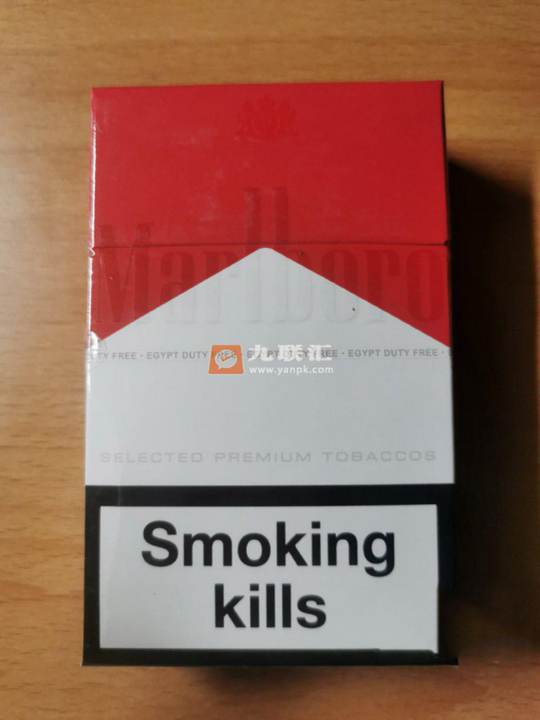 Marlboro
TY FREE · EGYPT DUTY FREE · EGYPT DUTY FREE · EGYPT DUTY FREE ·
九联汇
www.yanpk.com
SELECTED PREMIUM TOBACCOS
Smoking
kills